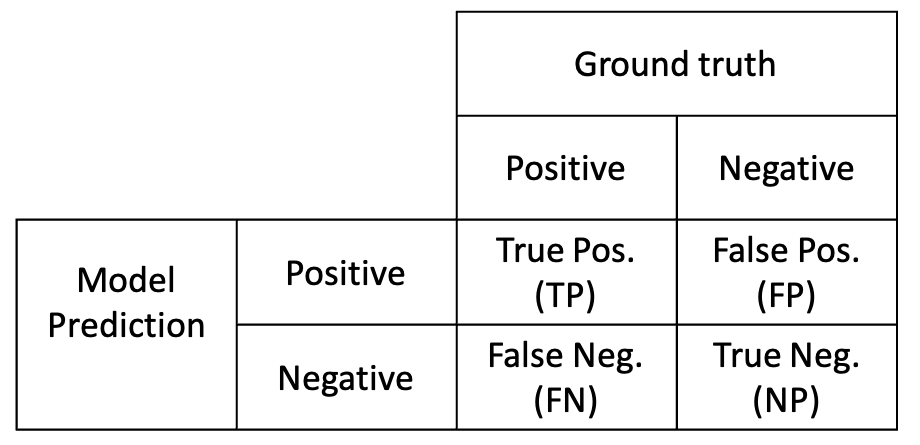 Ground truth
Positive Negative
Model
Prediction
Positive
True Pos.
(TP)
False Pos.
(FP)
Negative
False Neg.
(FN)
True Neg.
(NP)